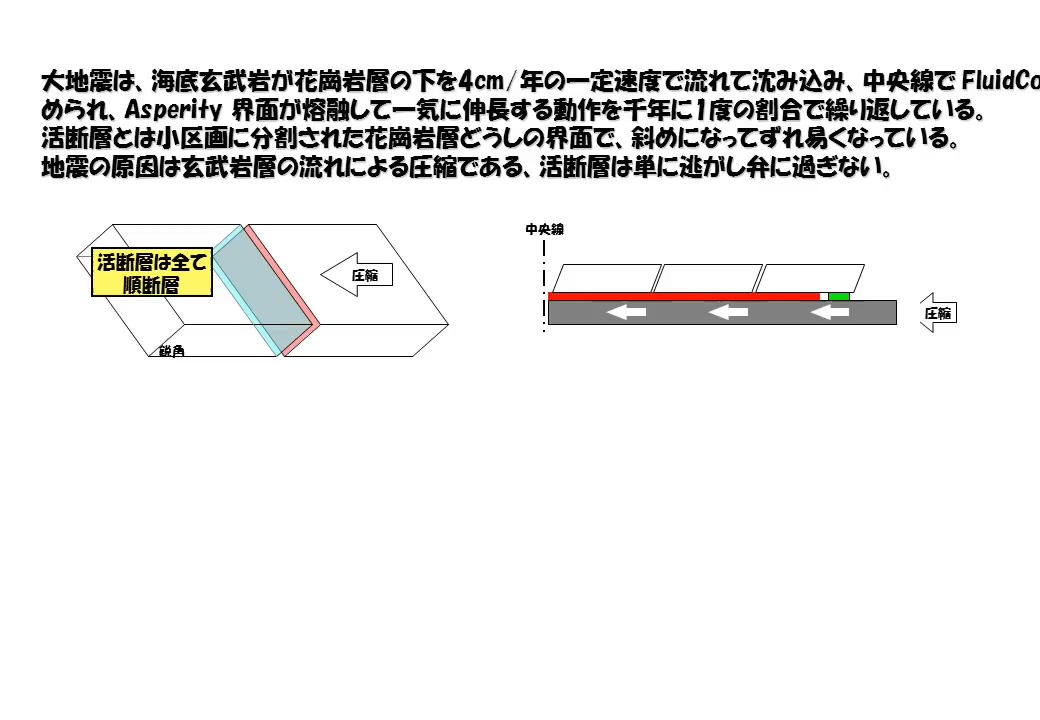 大地震は、海底玄武岩が花崗岩層の下を4cm/年の一定速度で流れて沈み込み、中央線で FluidCo
められ、Asperity 界面が熔融して一気に伸長する動作を千年に1度の割合で繰り返している。
活断層とは小区画に分割された花崗岩層どうしの界面で、斜めになってずれ易くなっている。
地震の原因は玄武岩層の流れによる圧縮である、活断層は単に逃がし弁に過ぎない。
活断層は全て
順断層
圧縮
鋭角
中央線
圧縮